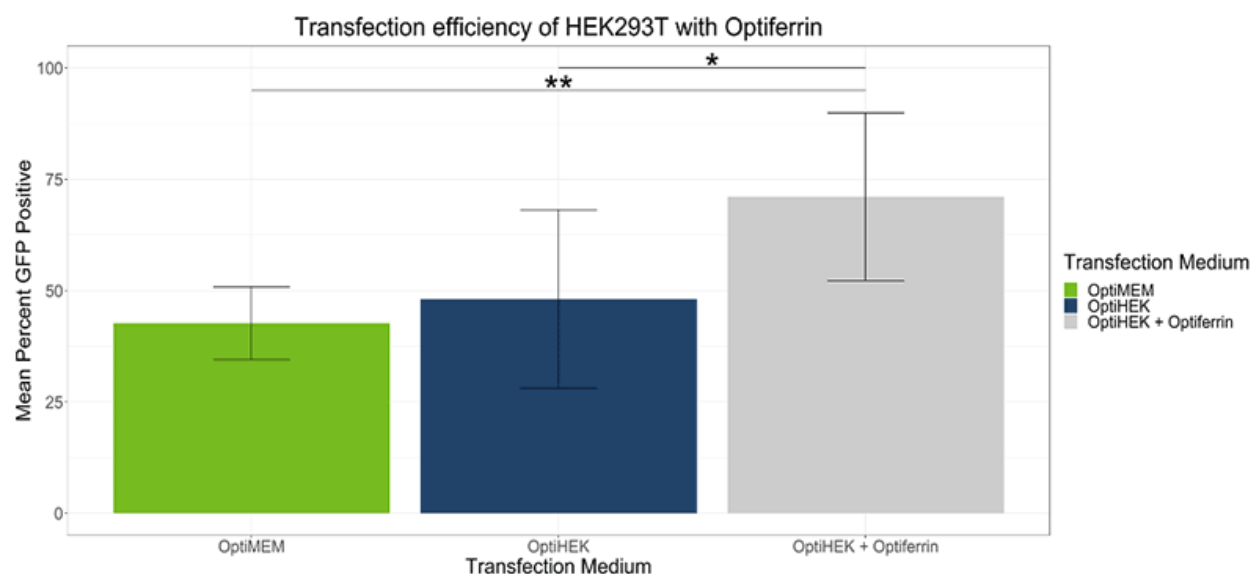 Transfection efficiency of HEK293T with Optiferrin
Mean Percent GFP Positive
100
75
50
25
0
*
**
OptiMEM
OptiHEK
OptiHEK + Optiferrin
Transfection Medium
Transfection Medium
OptiMEM
OptiHEK
OptiHEK + Optiferrin